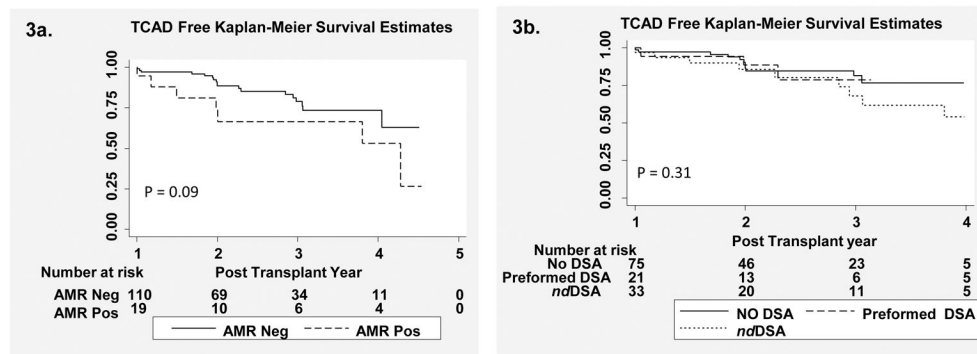 3a.
TCAD Free Kaplan-Meier Survival Estimates
1.00
0.75
0.50
0.25
0.00
P = 0.09
1 2 3 4 5
Number at risk
Post Transplant Year
AMR Neg 110 69 34 11 0
AMR Pos 19 10 6 4 0
AMR Neg AMR Pos
3b.
TCAD Free Kaplan-Meier Survival Estimates
1.00
0.75
0.50
0.25
0.00
P = 0.31
1 2 3 4
Post Transplant year
Number at risk
No DSA 75 46 23 5
Preformed DSA 21 13 6 5
ndDSA 33 20 11 5
NO DSA Preformed DSA
ndDSA